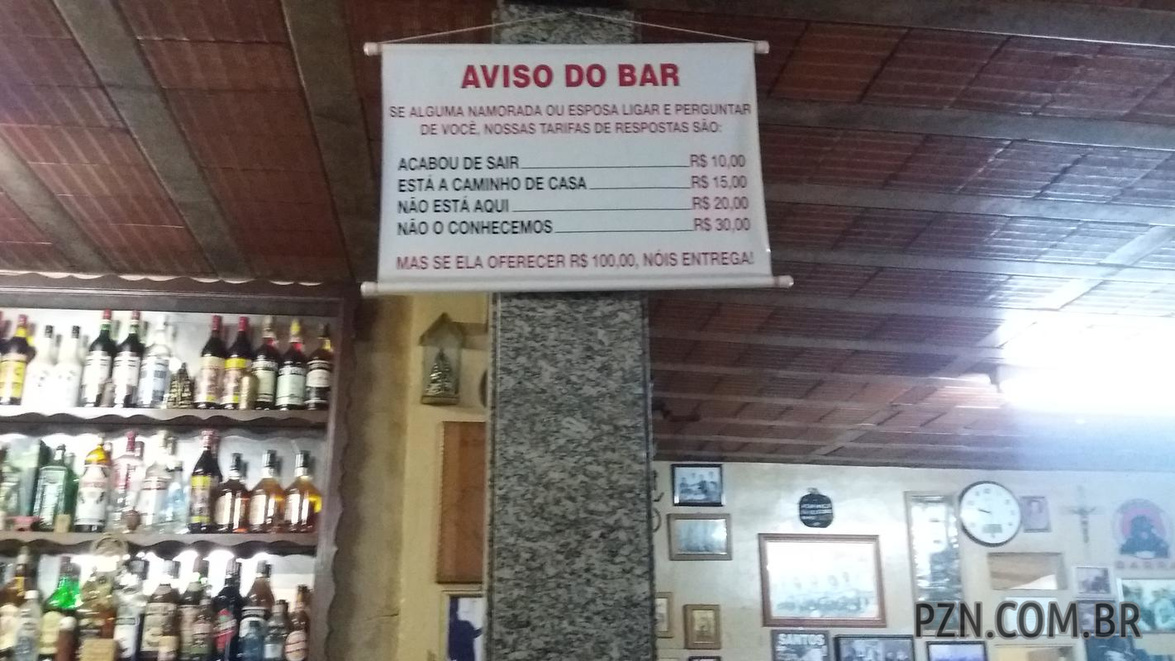 AVISO DO BAR
SE ALGUMA NAMORADA OU ESPOSA LIGAR E PERGUNTAR
DE VOCÊ, NOSSAS TARIFAS DE RESPOSTAS SÃO:
ACABOU DE SAIR R$ 10,00
ESTÁ A CAMINHO DE CASA R$ 15,00
NÃO ESTÁ AQUI R$ 20,00
NÃO O CONHECEMOS R$ 30,00
MAS SE ELA OFERECER R$ 100,00, NÓIS ENTREGA!
SANTOS
PZN.COM.BR